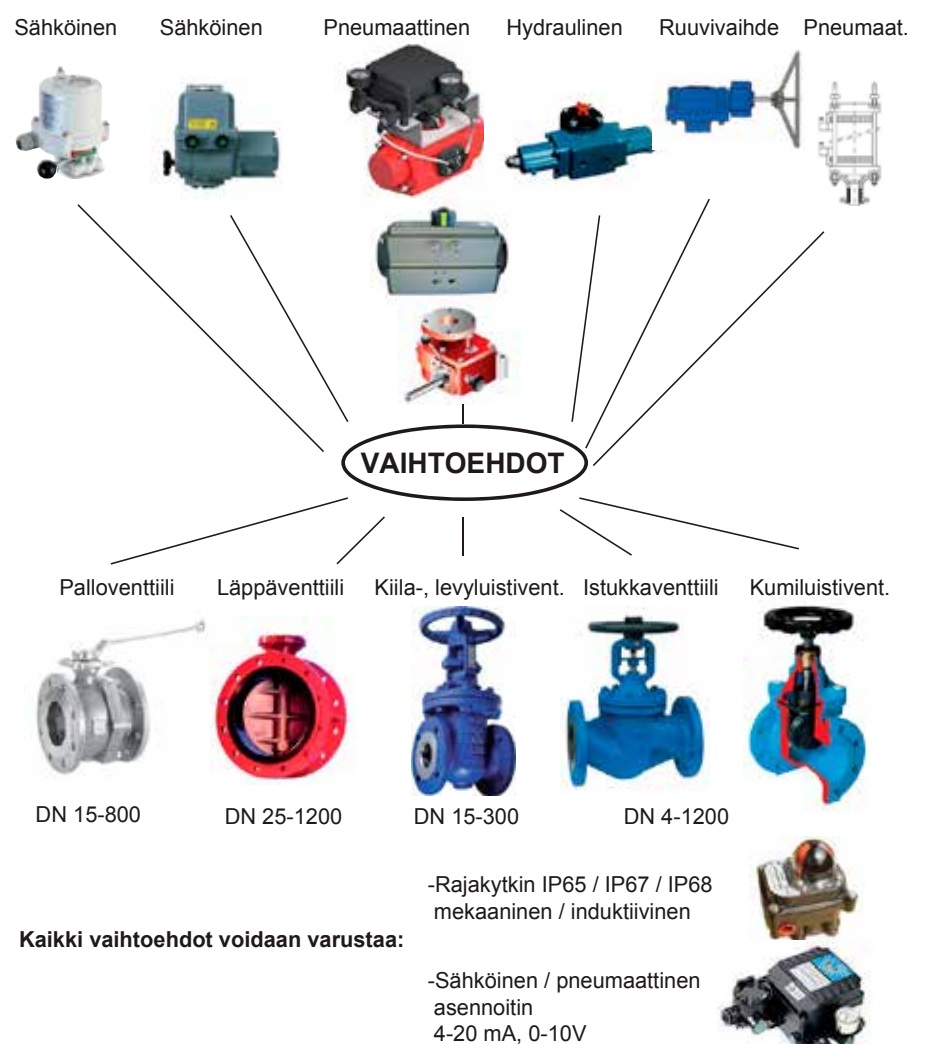 Sähköinen Sähköinen Pneumaattinen Hydraulinen Ruuvivaihde Pneumaat.
VAIHTOEHDOT
Palloventtiili Läppäventtiili Kiila-, levyluistivent. Istukkaventtiili Kumiluistivent.
DN 15-800 DN 25-1200 DN 15-300 DN 4-1200
-Rajakytkin IP65 / IP67 / IP68
mekaaninen / induktiivinen
Kaikki vaihtoehdot voidaan varustaa:
-Sähköinen / pneumaattinen
asennoitin
4-20 mA, 0-10V